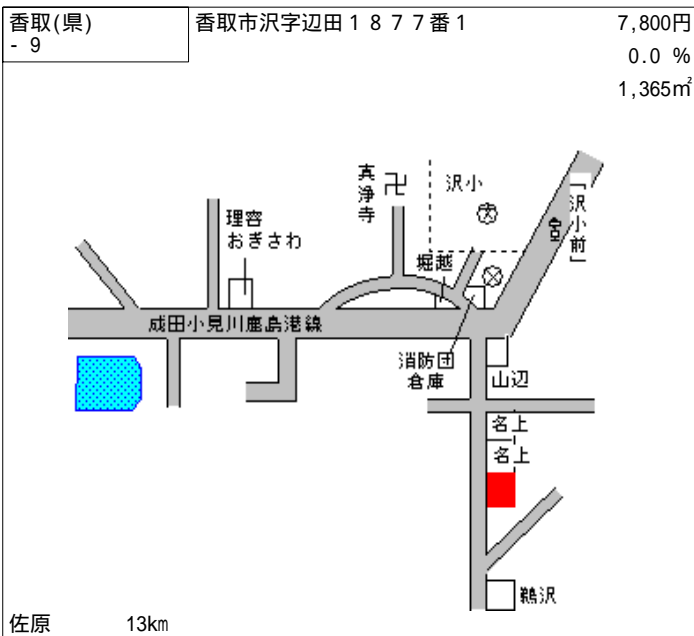 香取(県)
- 9
香取市沢字辺田1877番1
7,800円
0.0 %
1,365㎡
真浄寺
沢小
「沢小前」
理容
おぎさわ
堀越
成田小見川鹿島港線
消防団
倉庫
山辺
名上
名上
鵜沢
佐原 13km